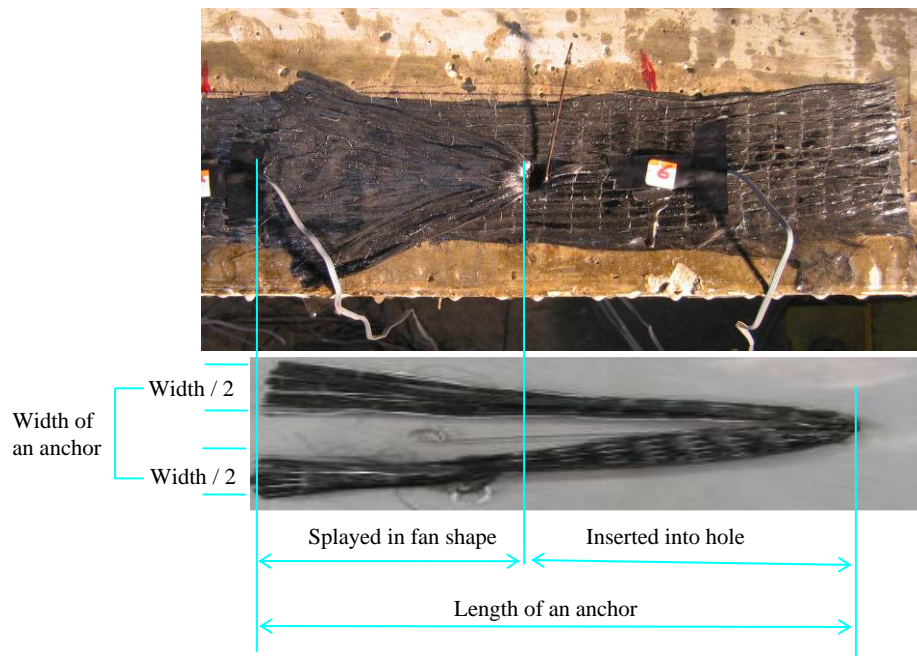 6
Width / 2
Width of
an anchor
Width / 2
Splayed in fan shape
Inserted into hole
Length of an anchor